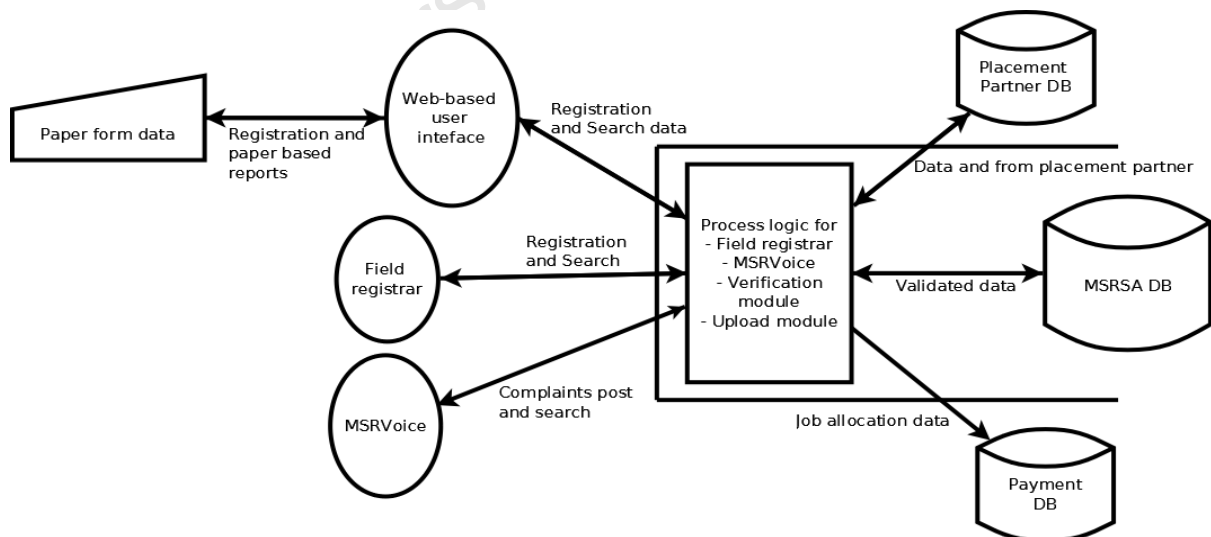 Paper form data
Registration and
paper based
reports
Web-based
user
inteface
Registration
and Search data
Placement
Partner DB
Data and from placement partner
Field
registrar
Registration
and Search
Process logic for
- Field registrar
- MSRVoice
- Verification
module
- Upload module
Validated data
MSRSA DB
MSRVoice
Complaints post
and search
Job allocation data
Payment
DB